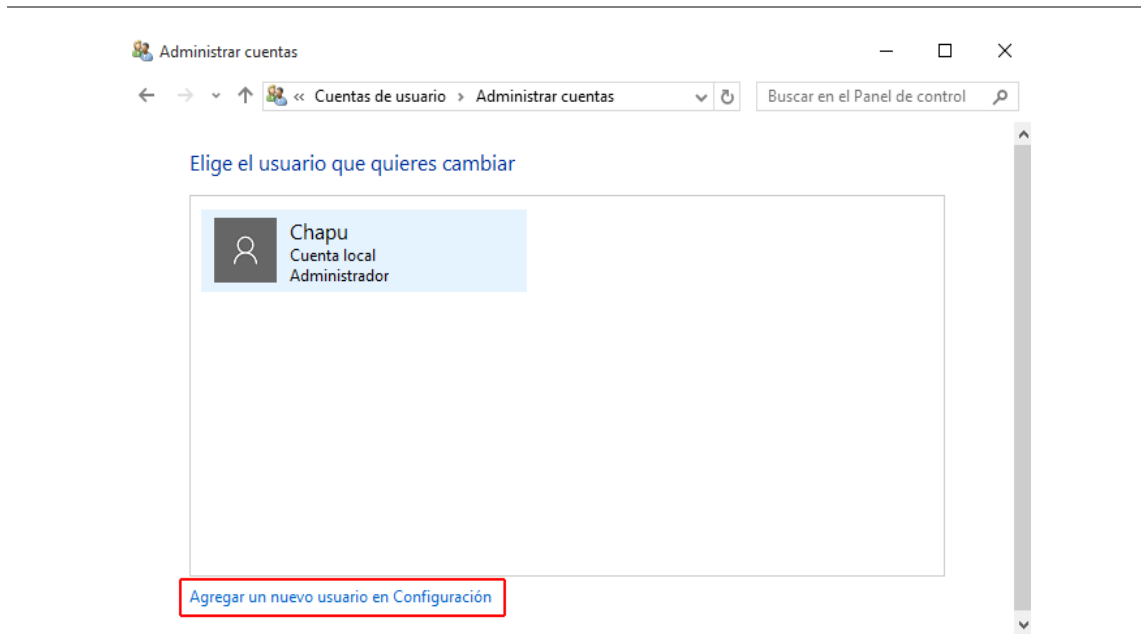 Administrar cuentas
« Cuentas de usuario › Administrar cuentas
Buscar en el Panel de control
Elige el usuario que quieres cambiar
Chapu
Cuenta local
Administrador
Agregar un nuevo usuario en Configuración